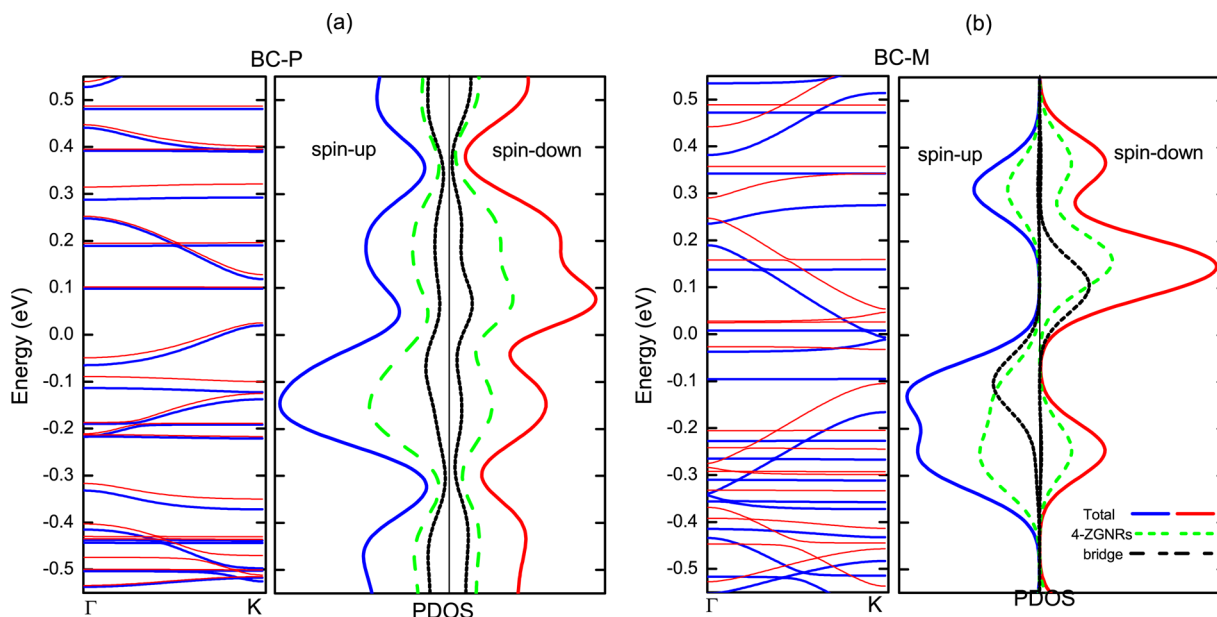 (a)
BC-P
0.5
0.4
0.3
0.2
0.1
0.0
-0.1
-0.2
-0.3
-0.4
-0.5
Energy (eV)
Γ
K
spin-up
spin-down
PDOS
(b)
BC-M
0.5
0.4
0.3
0.2
0.1
0.0
-0.1
-0.2
-0.3
-0.4
-0.5
Energy (eV)
Γ
K
spin-up
spin-down
Total
4-ZGNRs
bridge
PDOS